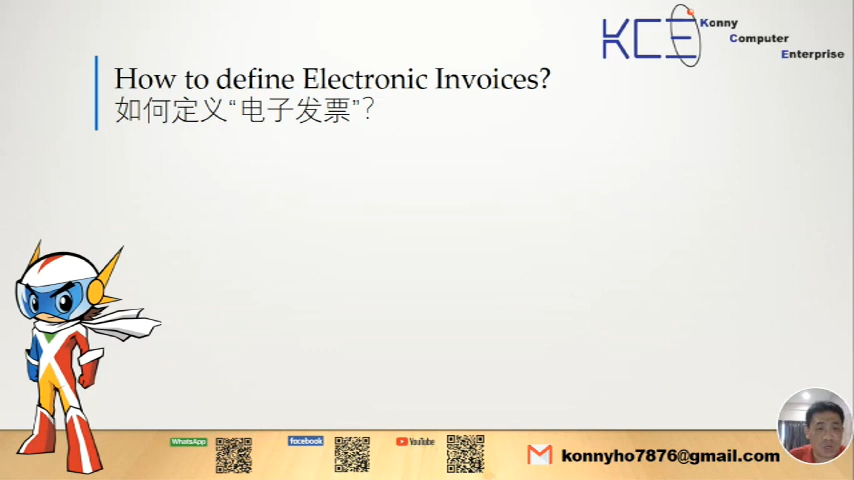 KCE
Konny
Computer
Enterprise
How to define Electronic Invoices?
如何定义“电子发票”？
WhatsApp
facebook
YouTube
konnyho7876@gmail.com